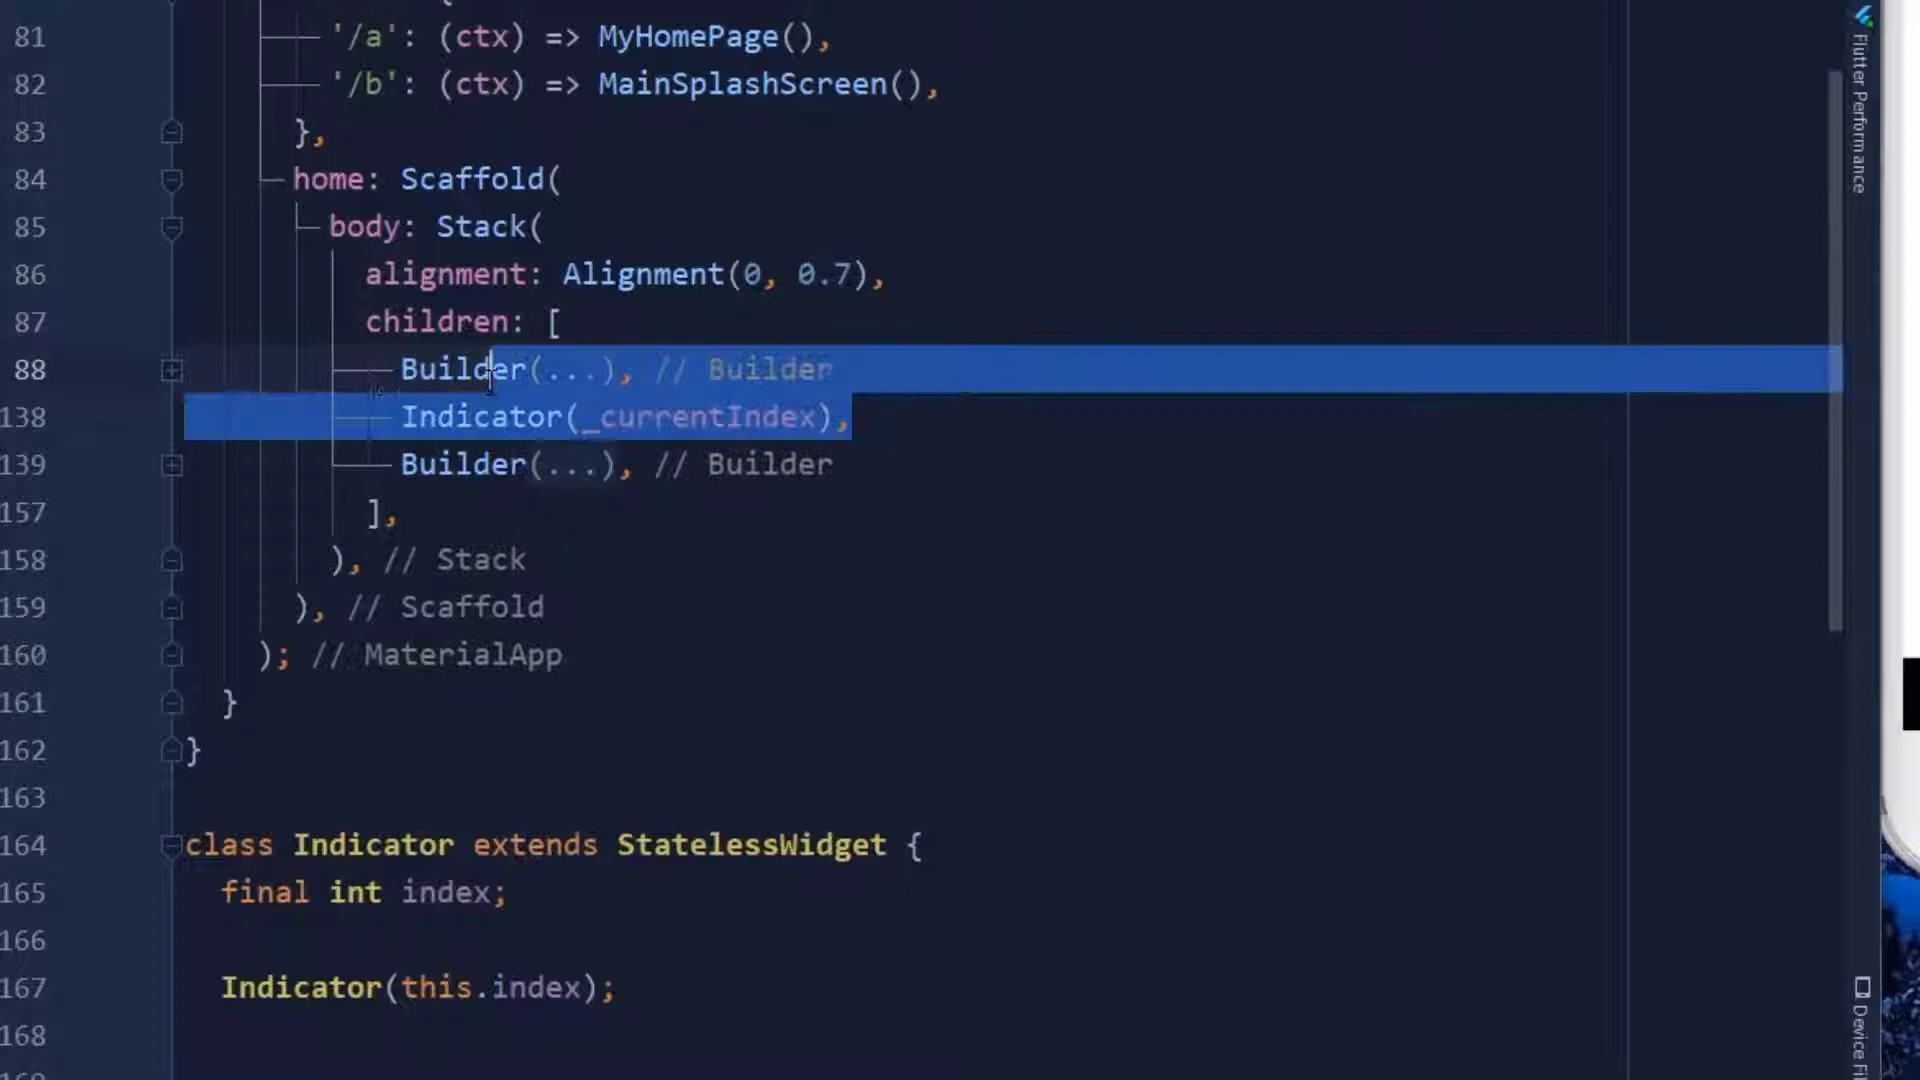 81 '/a': (ctx) => MyHomePage(),
82 '/b': (ctx) => MainSplashScreen(),
83 },
84 home: Scaffold(
85 body: Stack(
86 alignment: Alignment(0, 0.7),
87 children: [
88 Builder(...), // Builder
138 Indicator(_currentIndex),
139 Builder(...), // Builder
157 ],
158 ), // Stack
159 ), // Scaffold
160 ); // MaterialApp
161 }
162 }
163
164 class Indicator extends StatelessWidget {
165 final int index;
166
167 Indicator(this.index);
168
Flutter Performance
Device